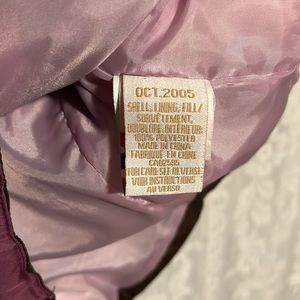 OCT.2005
SHELL, LINING, FILL/
SURVÊTEMENT,
DOUBLURE, INTÉRIEUR:
100% POLYESTER
MADE IN CHINA
FABRIQUÉ EN CHINE
CA02595
FOR CARE SEE REVERSE
VOIR INSTRUCTIONS
AU VERSO